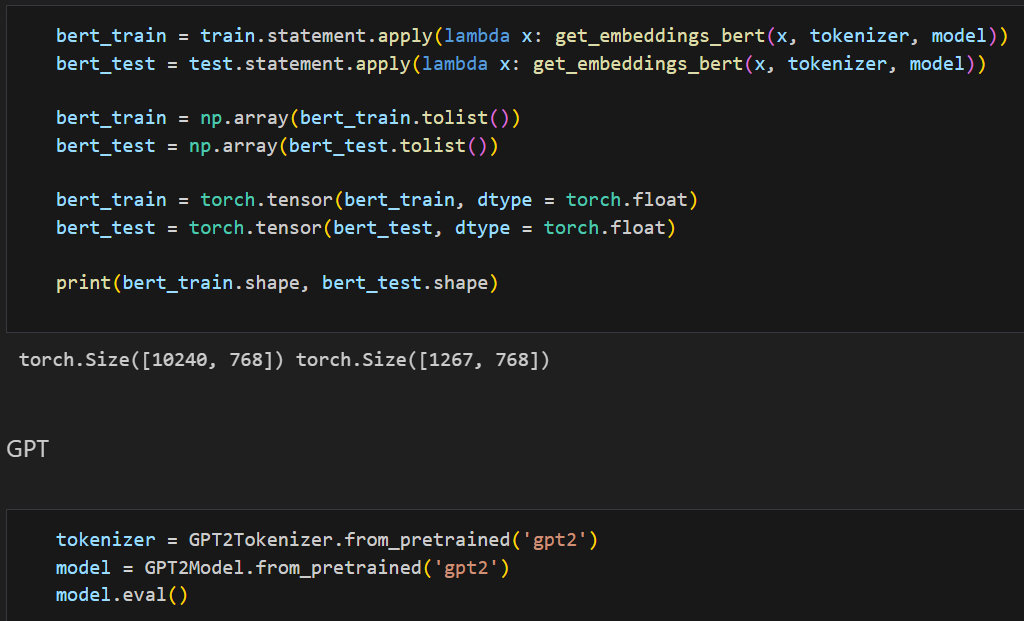 bert_train = train.statement.apply(lambda x: get_embeddings_bert(x, tokenizer, model))
bert_test = test.statement.apply(lambda x: get_embeddings_bert(x, tokenizer, model))
bert_train = np.array(bert_train.tolist())
bert_test = np.array(bert_test.tolist())
bert_train = torch.tensor(bert_train, dtype = torch.float)
bert_test = torch.tensor(bert_test, dtype = torch.float)
print(bert_train.shape, bert_test.shape)
torch.Size([10240, 768]) torch.Size([1267, 768])
GPT
tokenizer = GPT2Tokenizer.from_pretrained('gpt2')
model = GPT2Model.from_pretrained('gpt2')
model.eval()